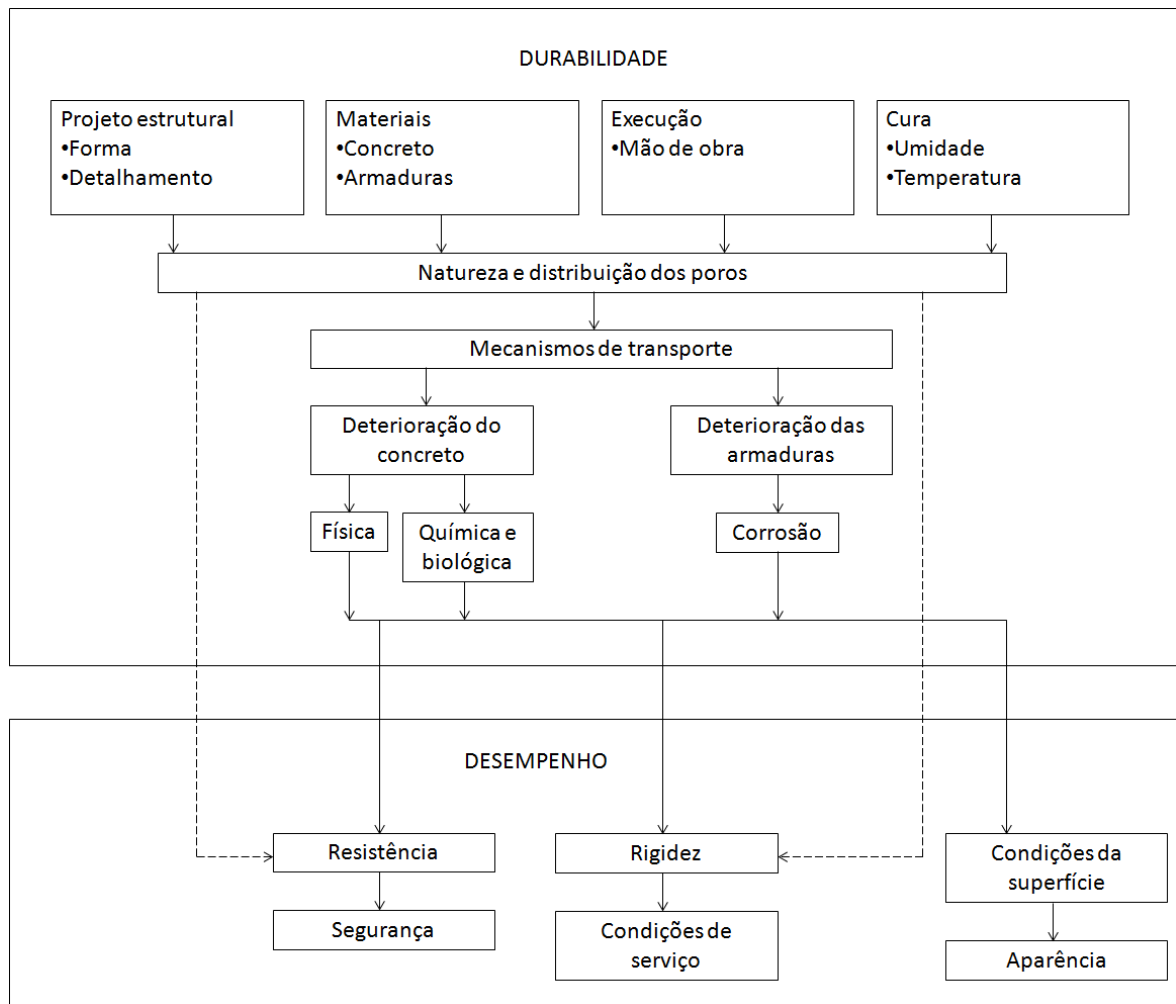 DURABILIDADE
Projeto estrutural
•Forma
•Detalhamento
Materiais
•Concreto
•Armaduras
Execução
•Mão de obra
Cura
•Umidade
•Temperatura
Natureza e distribuição dos poros
Mecanismos de transporte
Deterioração do
concreto
Deterioração das
armaduras
Física
Química e
biológica
Corrosão
DESEMPENHO
Resistência
Rigidez
Condições da
superfície
Segurança
Condições de
serviço
Aparência